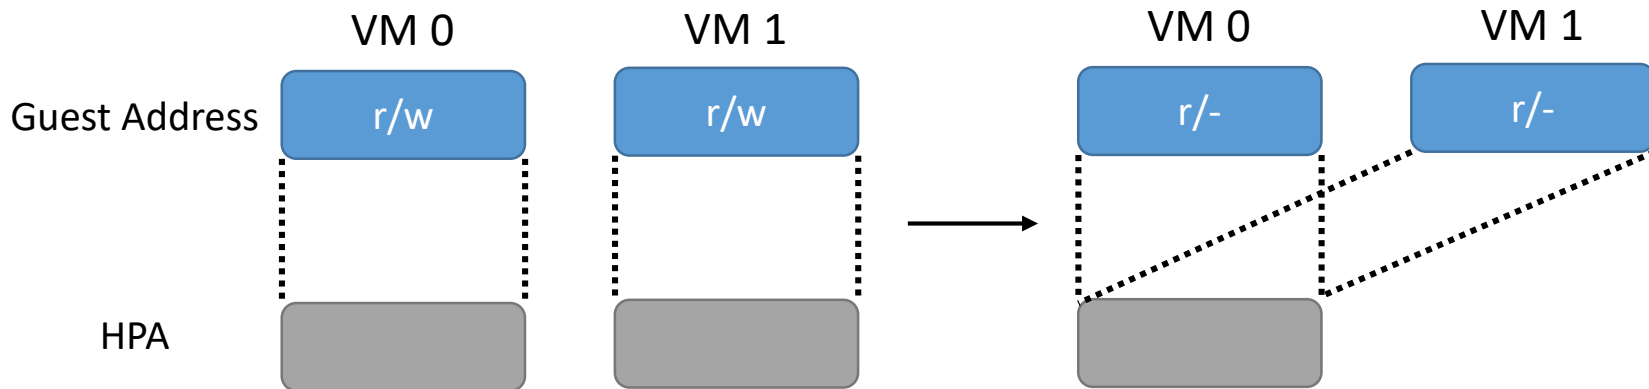 VM 0 VM 1 VM 0 VM 1
Guest Address r/w r/w r/- r/-
HPA